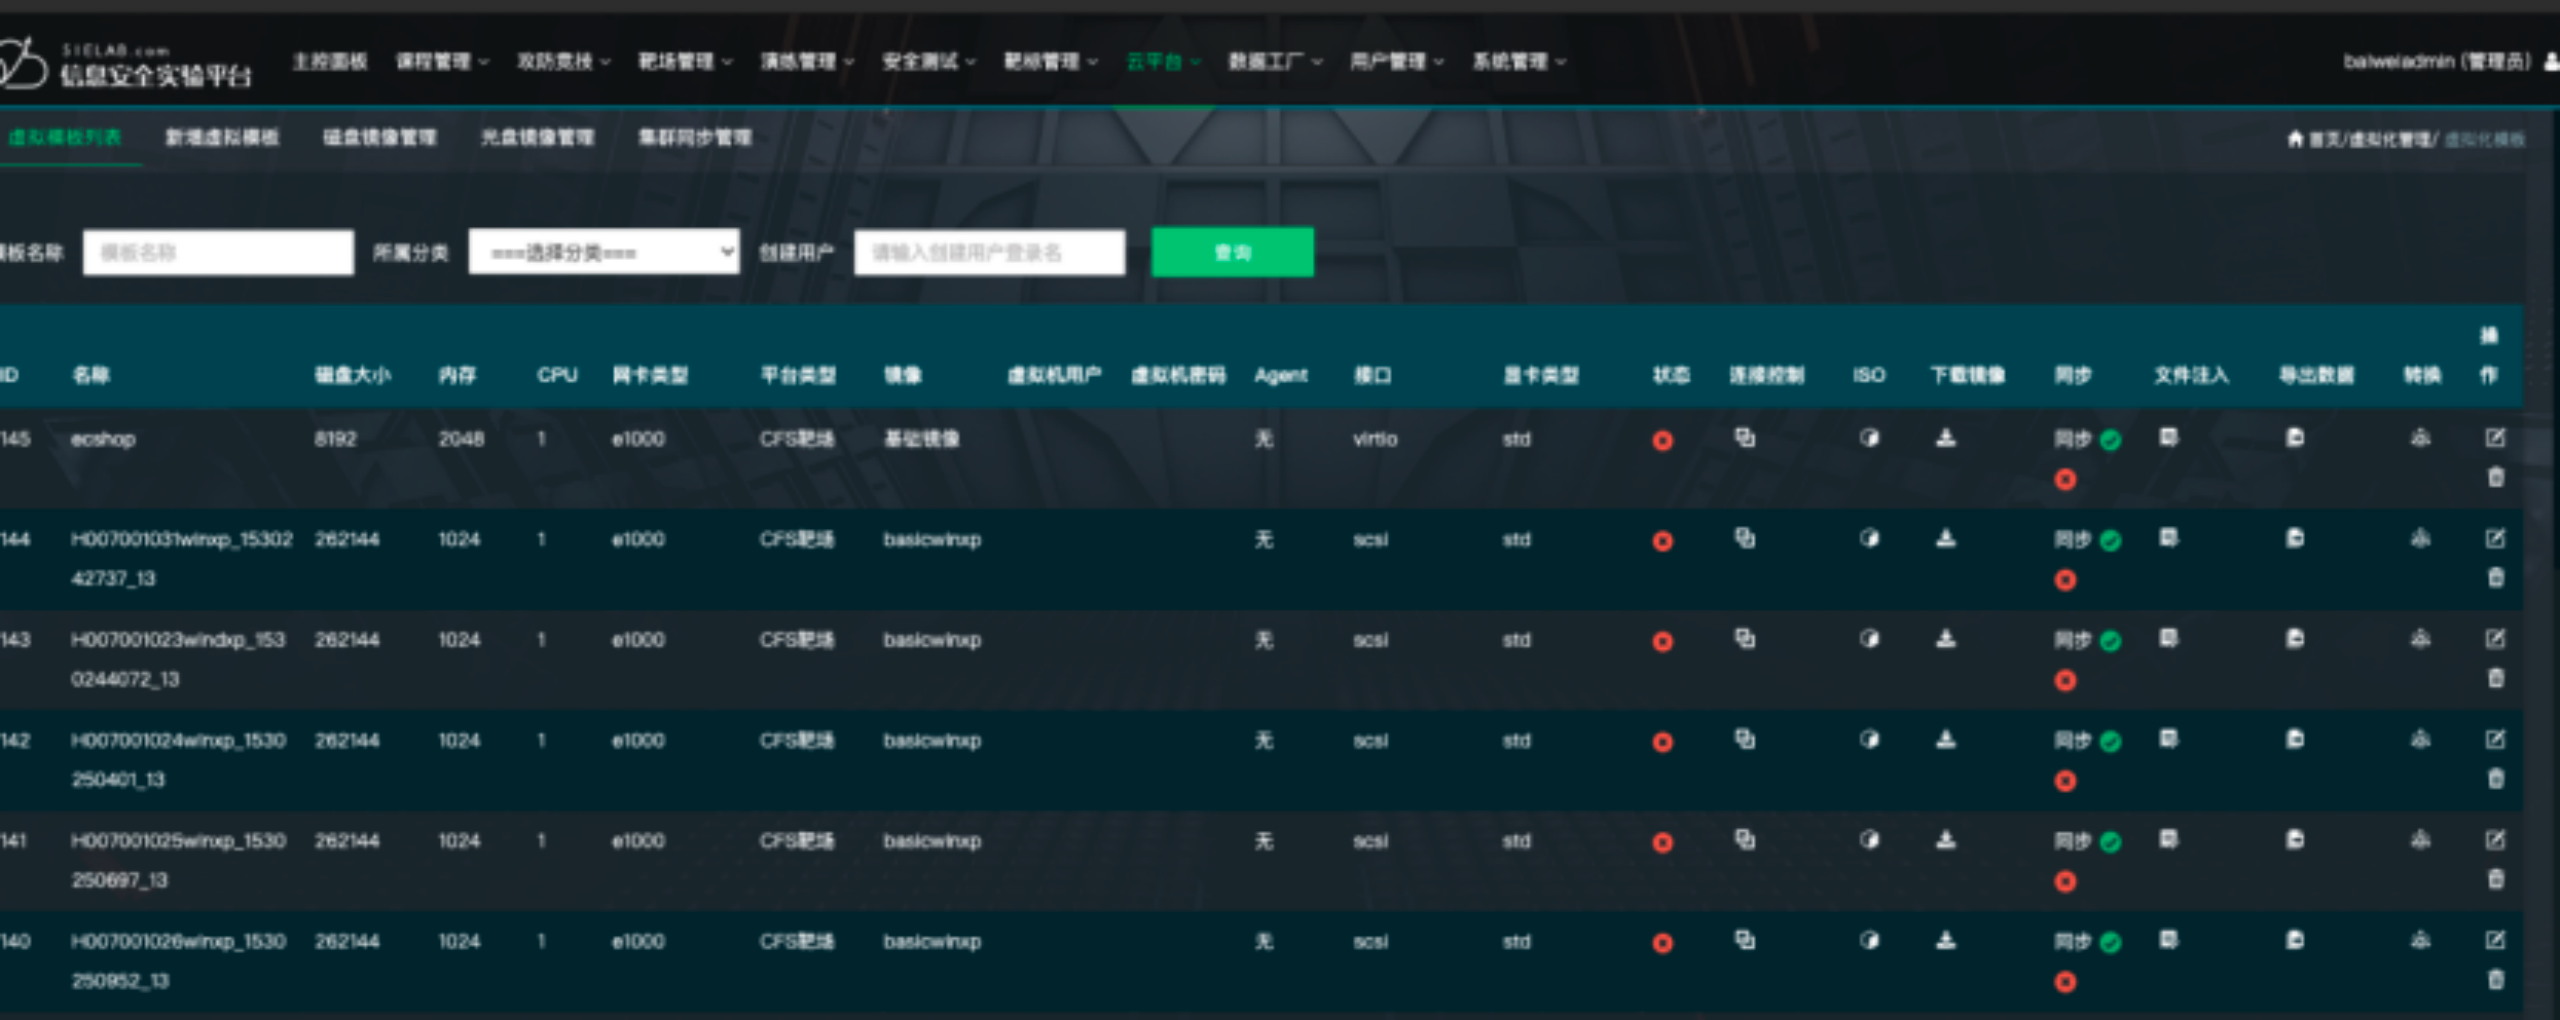 SIELAB.com
信息安全实验平台
主控面板 课程管理 攻防竞技 靶场管理 演练管理 安全测试 靶标管理 云平台 数据工厂 用户管理 系统管理
baiweiadmin (管理员)
虚拟模板列表 新增虚拟模板 磁盘镜像管理 光盘镜像管理 集群同步管理
首页/虚拟化管理/ 虚拟化模板
板名称 模板名称 所属分类 ===选择分类=== 创建用户 请输入创建用户登录名 查询
ID 名称 磁盘大小 内存 CPU 网卡类型 平台类型 镜像 虚拟机用户 虚拟机密码 Agent 接口 显卡类型 状态 连接控制 ISO 下载镜像 同步 文件注入 导出数据 转换 操
作
145 ecshop 8192 2048 1 e1000 CFS靶场 基础镜像 无 virtio std 同步
144 H007001031winxp_15302 262144 1024 1 e1000 CFS靶场 basicwinxp 无 scsi std 同步
42737_13
143 H007001023windxp_153 262144 1024 1 e1000 CFS靶场 basicwinxp 无 scsi std 同步
0244072_13
142 H007001024winxp_1530 262144 1024 1 e1000 CFS靶场 basicwinxp 无 scsi std 同步
250401_13
141 H007001025winxp_1530 262144 1024 1 e1000 CFS靶场 basicwinxp 无 scsi std 同步
250697_13
140 H007001026winxp_1530 262144 1024 1 e1000 CFS靶场 basicwinxp 无 scsi std 同步
250952_13